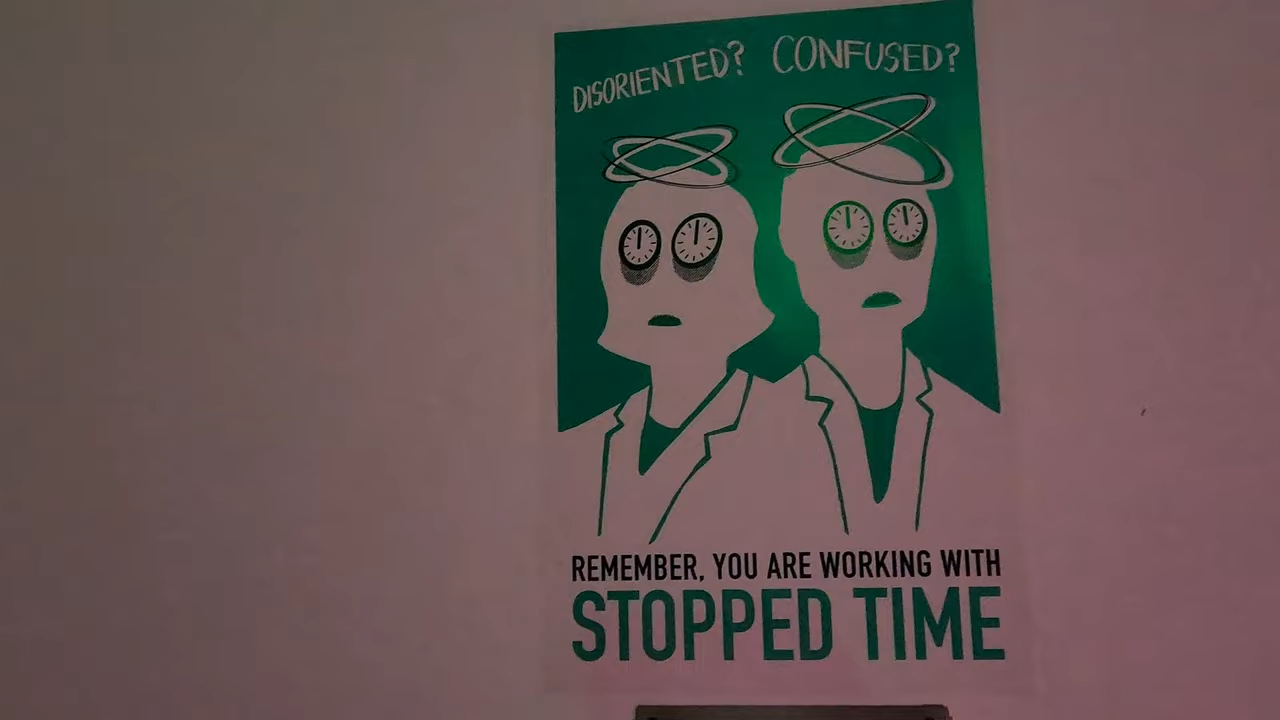 DISORIENTED? CONFUSED?
REMEMBER, YOU ARE WORKING WITH
STOPPED TIME